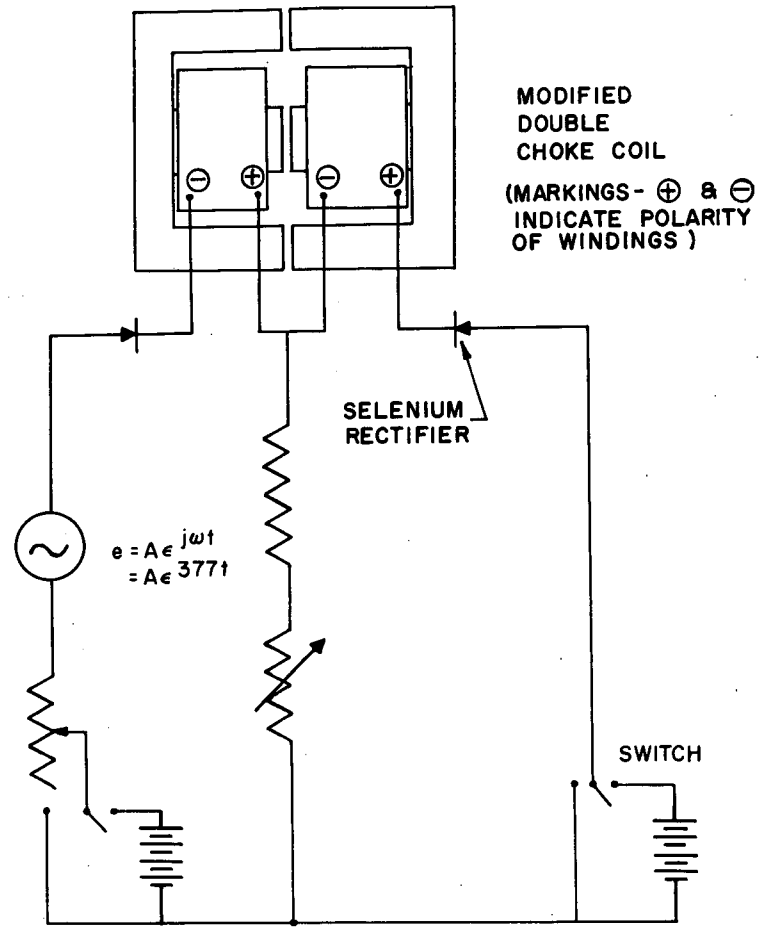 MODIFIED
DOUBLE
CHOKE COIL
(MARKINGS- ⊕ & ⊖
INDICATE POLARITY
OF WINDINGS)
⊖ ⊕ ⊖ ⊕
SELENIUM
RECTIFIER
e = Aϵ^jωt
= Aϵ^377t
SWITCH